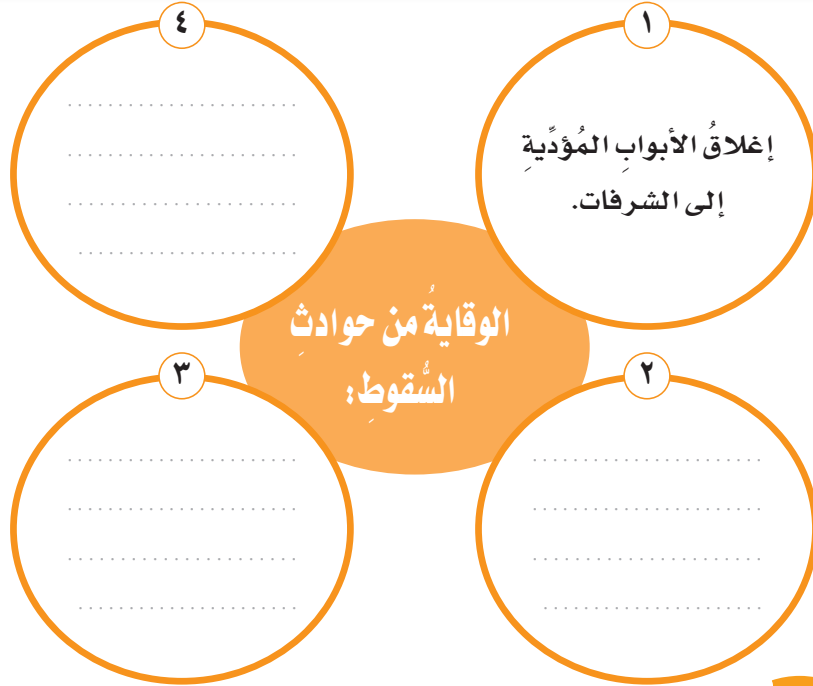 ١
إغلاقُ الأبوابِ المُؤدِّيةِ
إلى الشرفات.
٤
الوقايةُ من حوادثِ
السُّقوطِ:
٢
٣